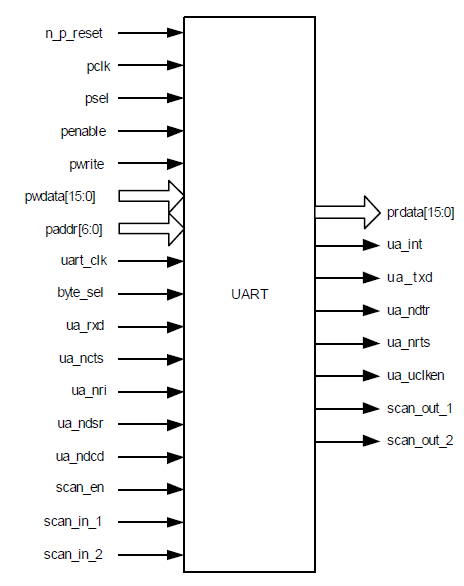 n_p_reset
pclk
psel
penable
pwrite
pwdata[15:0]
paddr[6:0]
uart_clk
byte_sel
ua_rxd
ua_ncts
ua_nri
ua_ndsr
ua_ndcd
scan_en
scan_in_1
scan_in_2
UART
prdata[15:0]
ua_int
ua_txd
ua_ndtr
ua_nrts
ua_uclken
scan_out_1
scan_out_2